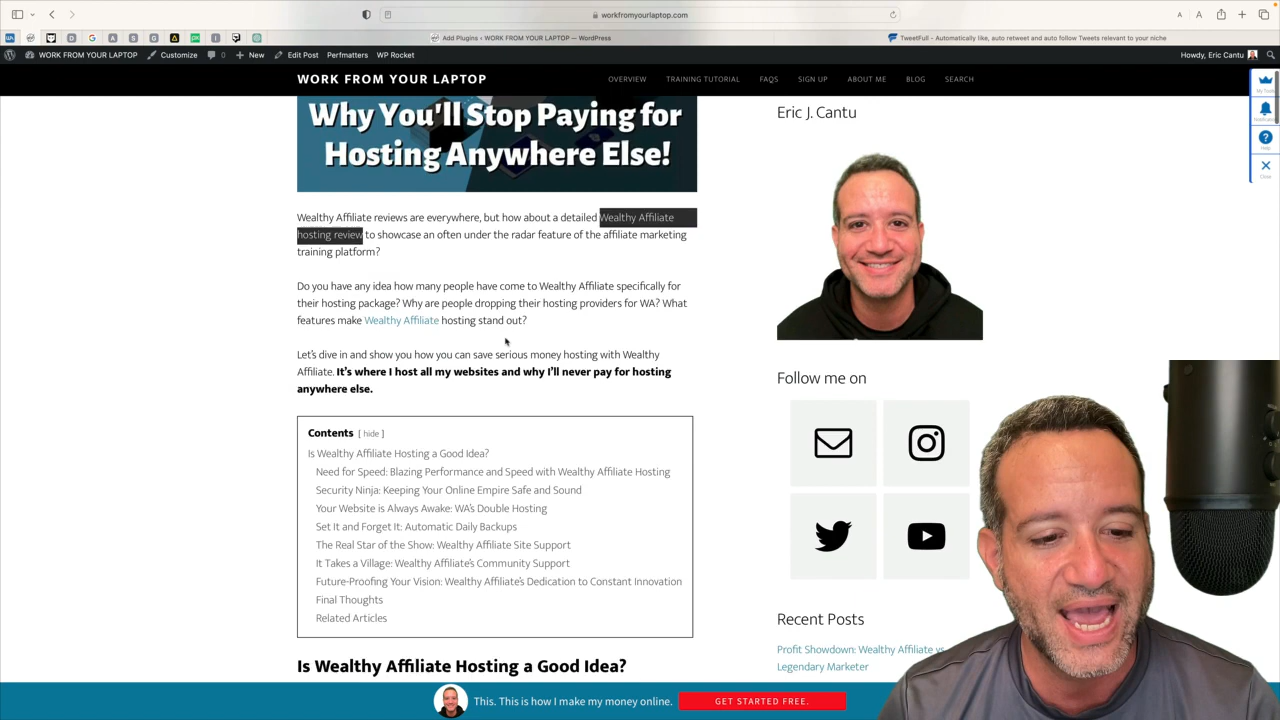 workfromyourlaptop.com
Add Plugins ‹ WORK FROM YOUR LAPTOP — WordPress
TweetFull - Automatically like, auto retweet and auto follow Tweets relevant to your niche
WORK FROM YOUR LAPTOP
Customize
0
New
Edit Post
Perfmatters
WP Rocket
Howdy, Eric Cantu
WORK FROM YOUR LAPTOP
OVERVIEW
TRAINING TUTORIAL
FAQS
SIGN UP
ABOUT ME
BLOG
SEARCH
Why You'll Stop Paying for
Hosting Anywhere Else!
Wealthy Affiliate reviews are everywhere, but how about a detailed Wealthy Affiliate
hosting review to showcase an often under the radar feature of the affiliate marketing
training platform?
Do you have any idea how many people have come to Wealthy Affiliate specifically for
their hosting package? Why are people dropping their hosting providers for WA? What
features make Wealthy Affiliate hosting stand out?
Let's dive in and show you how you can save serious money hosting with Wealthy
Affiliate. It's where I host all my websites and why I'll never pay for hosting
anywhere else.
Contents [ hide ]
Is Wealthy Affiliate Hosting a Good Idea?
Need for Speed: Blazing Performance and Speed with Wealthy Affiliate Hosting
Security Ninja: Keeping Your Online Empire Safe and Sound
Your Website is Always Awake: WA's Double Hosting
Set It and Forget It: Automatic Daily Backups
The Real Star of the Show: Wealthy Affiliate Site Support
It Takes a Village: Wealthy Affiliate's Community Support
Future-Proofing Your Vision: Wealthy Affiliate's Dedication to Constant Innovation
Final Thoughts
Related Articles
Is Wealthy Affiliate Hosting a Good Idea?
Eric J. Cantu
Follow me on
Recent Posts
Profit Showdown: Wealthy Affiliate vs
Legendary Marketer
My Tools
Help
Close
This. This is how I make my money online.
GET STARTED FREE.